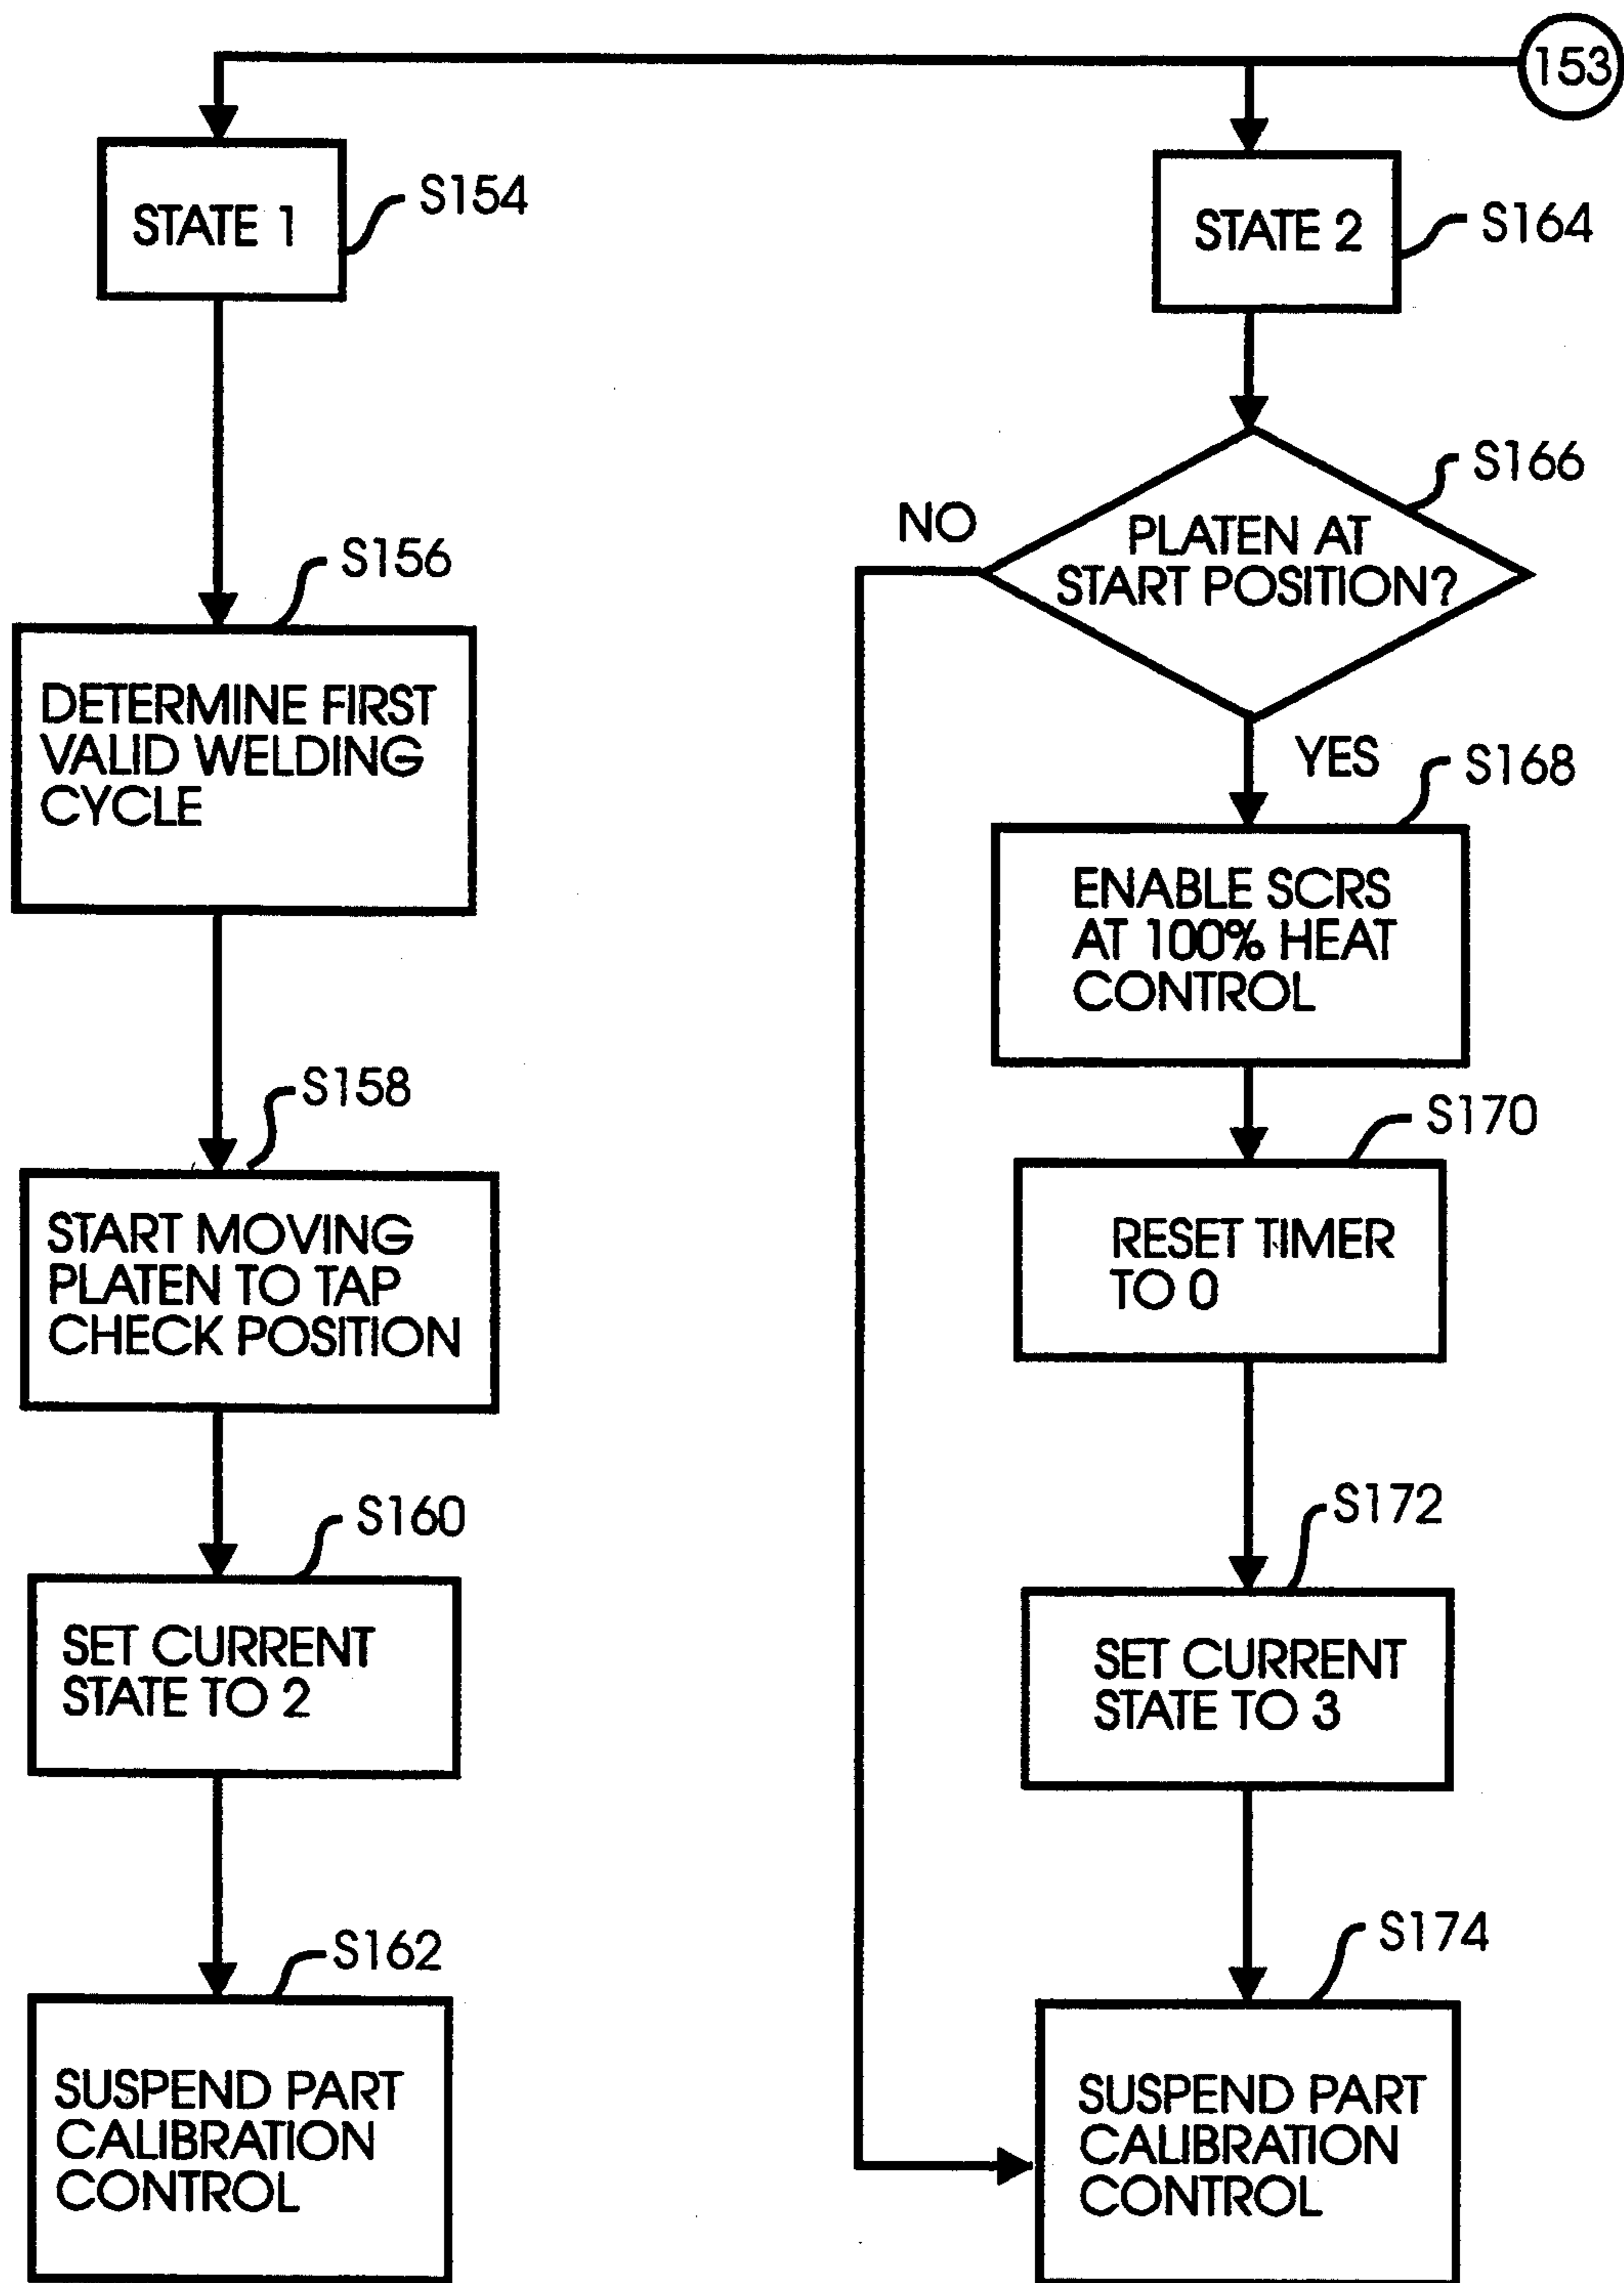 153
STATE 1
S154
S156
DETERMINE FIRST
VALID WELDING
CYCLE
S158
START MOVING
PLATEN TO TAP
CHECK POSITION
S160
SET CURRENT
STATE TO 2
S162
SUSPEND PART
CALIBRATION
CONTROL
STATE 2
S164
S166
PLATEN AT
START POSITION?
NO
YES
S168
ENABLE SCRS
AT 100% HEAT
CONTROL
S170
RESET TIMER
TO 0
S172
SET CURRENT
STATE TO 3
S174
SUSPEND PART
CALIBRATION
CONTROL